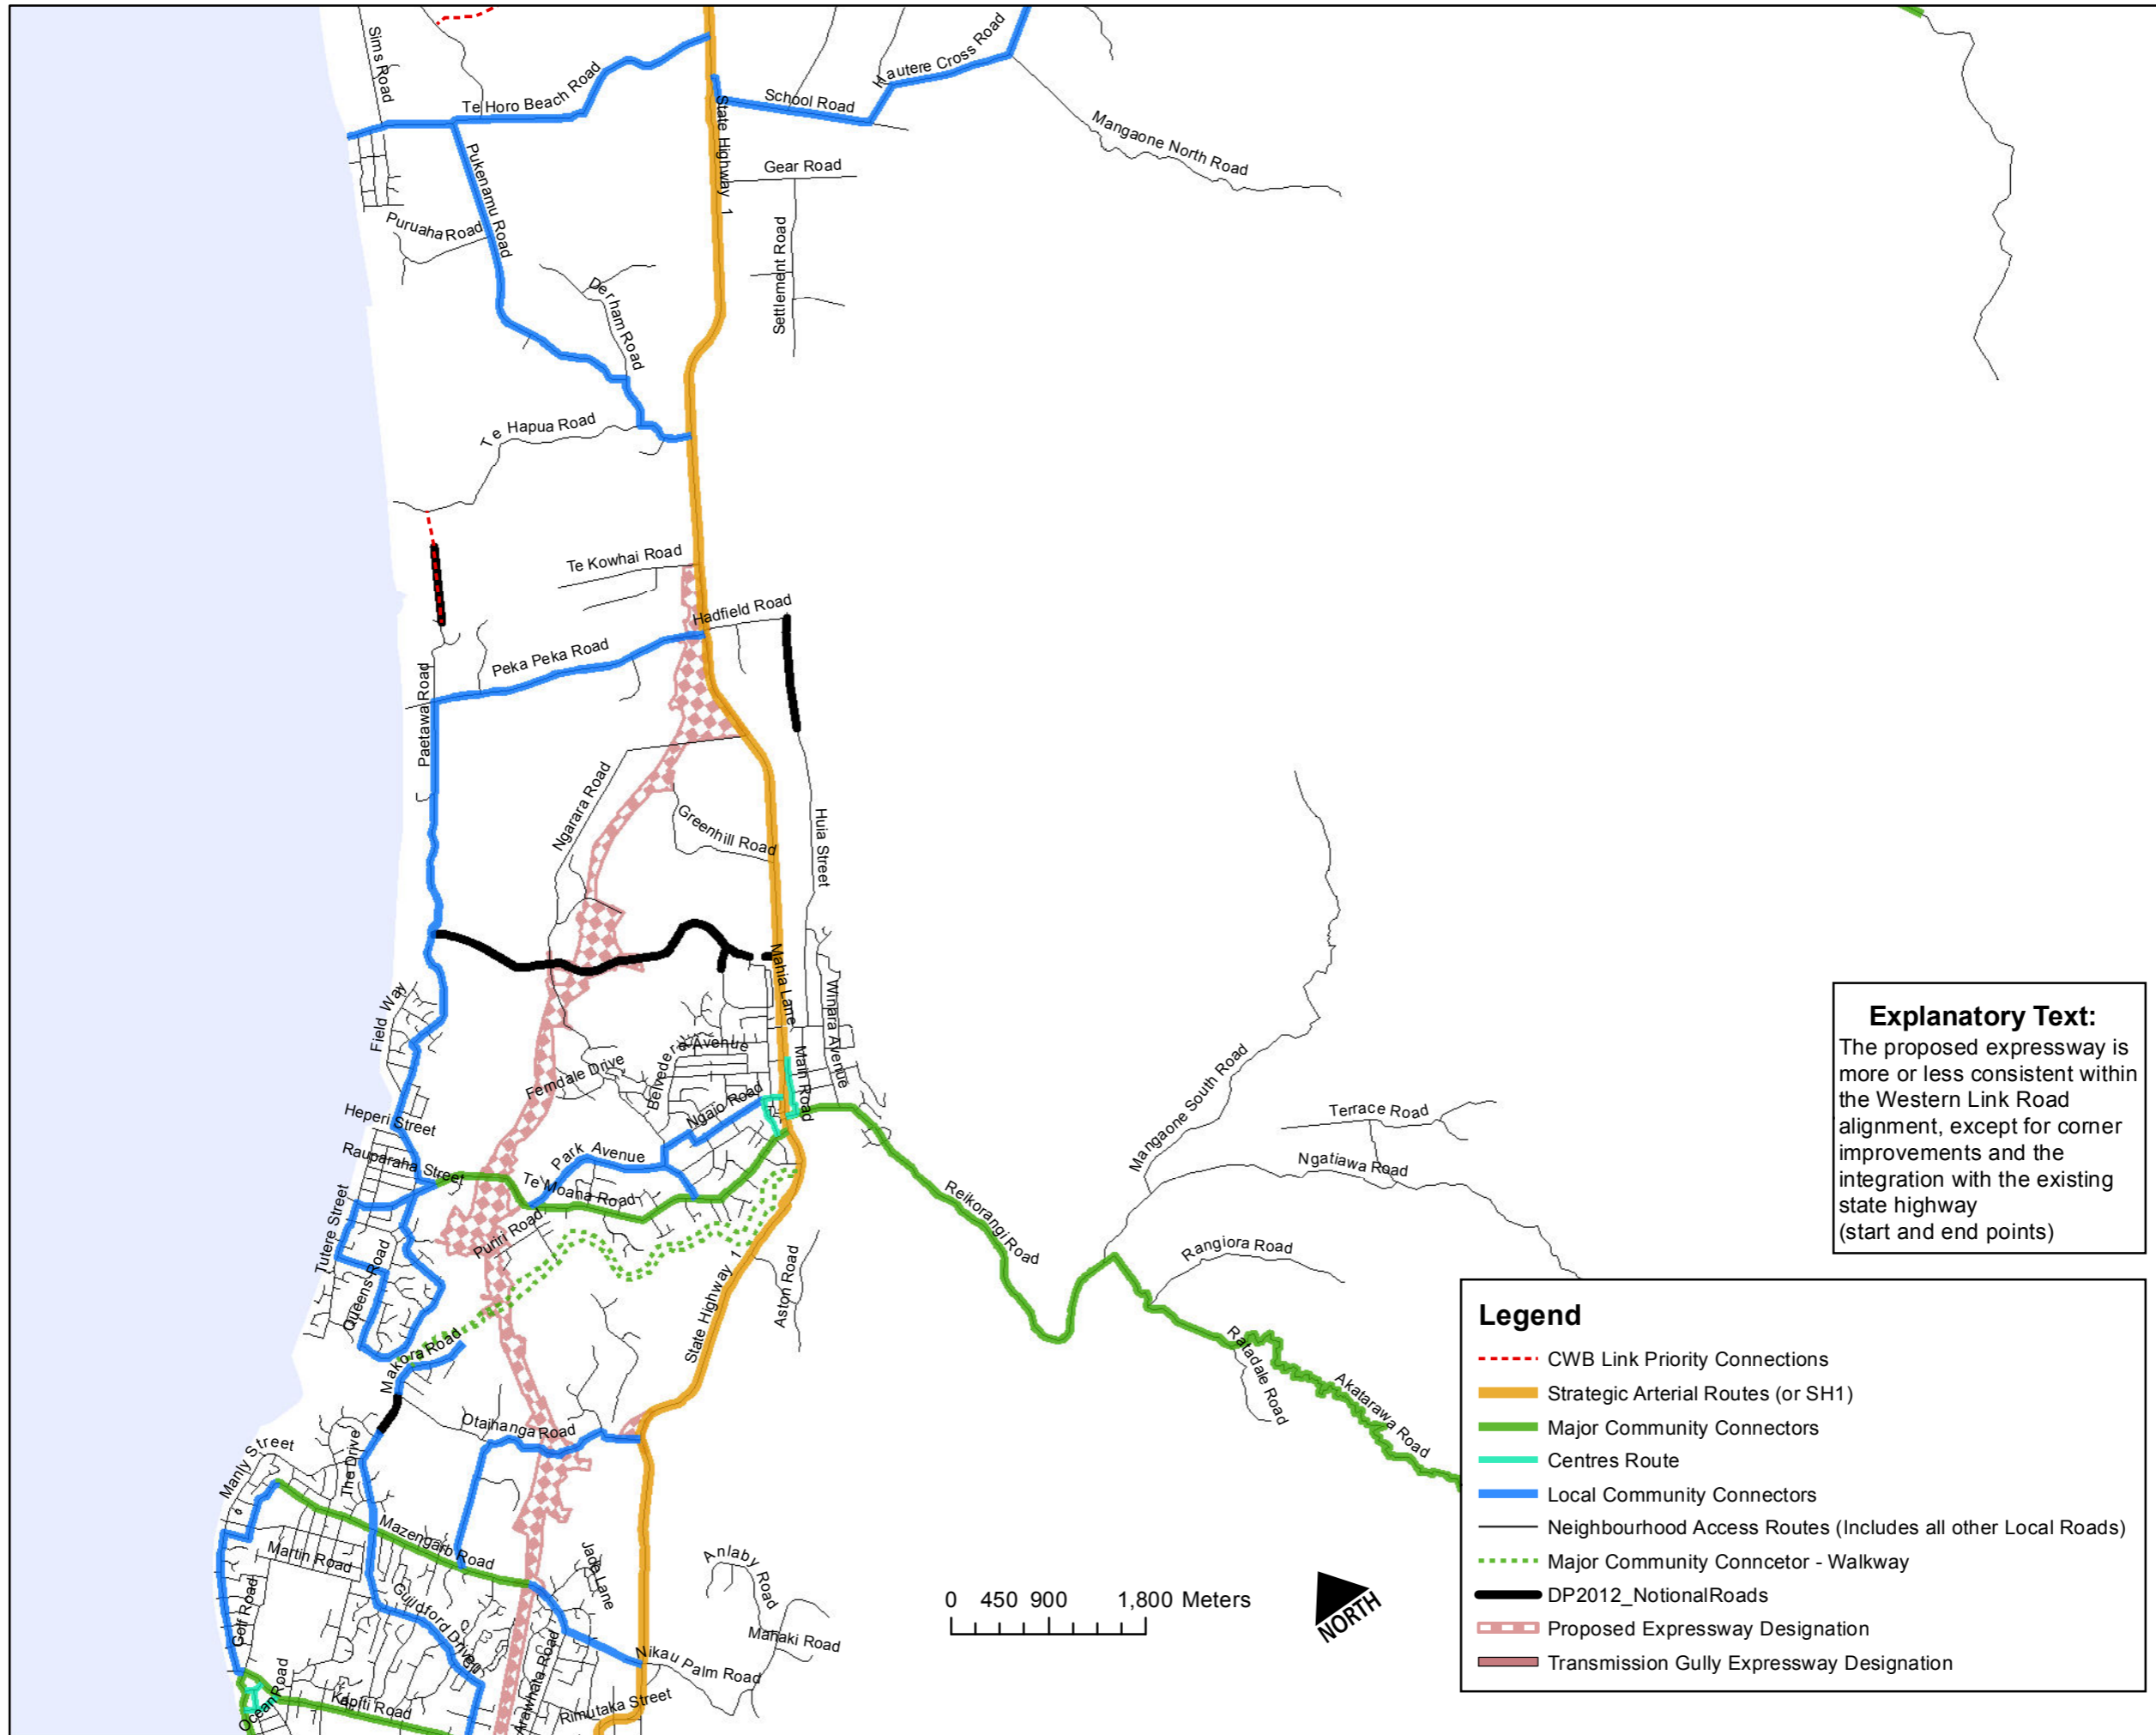 Sims Road
Te Horo Beach Road
Pukenamu Road
Puruaha Road
State Highway 1
School Road
Hautere Cross Road
Mangaone North Road
Gear Road
Settlement Road
Derham Road
Te Hapua Road
Te Kowhai Road
Hadfield Road
Peka Peka Road
Paetawa Road
Ngarara Road
Greenhill Road
Huia Street
Mahia Lane
Winara Avenue
Main Road
Field Way
Belvedere Avenue
Ferndale Drive
Ngaio Road
Heperi Street
Rauparaha Street
Park Avenue
Te Moana Road
Tutere Street
Puriri Road
Queens Road
Makora Road
State Highway 1
Aston Road
Reikorangi Road
Mangaone South Road
Terrace Road
Ngatiawa Road
Rangiora Road
Ratadale Road
Akatarawa Road
Otaihanga Road
Manly Street
The Drive
Mazengarb Road
Martin Road
Guildford Drive
Golf Road
Jade Lane
Anlaby Road
Manaki Road
Nikau Palm Road
Arawhata Road
Rimutaka Street
Kapiti Road
Ocean Road
0 450 900 1,800 Meters
NORTH
Explanatory Text:
The proposed expressway is
more or less consistent within
the Western Link Road
alignment, except for corner
improvements and the
integration with the existing
state highway
(start and end points)
Legend
CWB Link Priority Connections
Strategic Arterial Routes (or SH1)
Major Community Connectors
Centres Route
Local Community Connectors
Neighbourhood Access Routes (Includes all other Local Roads)
Major Community Conncetor - Walkway
DP2012_NotionalRoads
Proposed Expressway Designation
Transmission Gully Expressway Designation